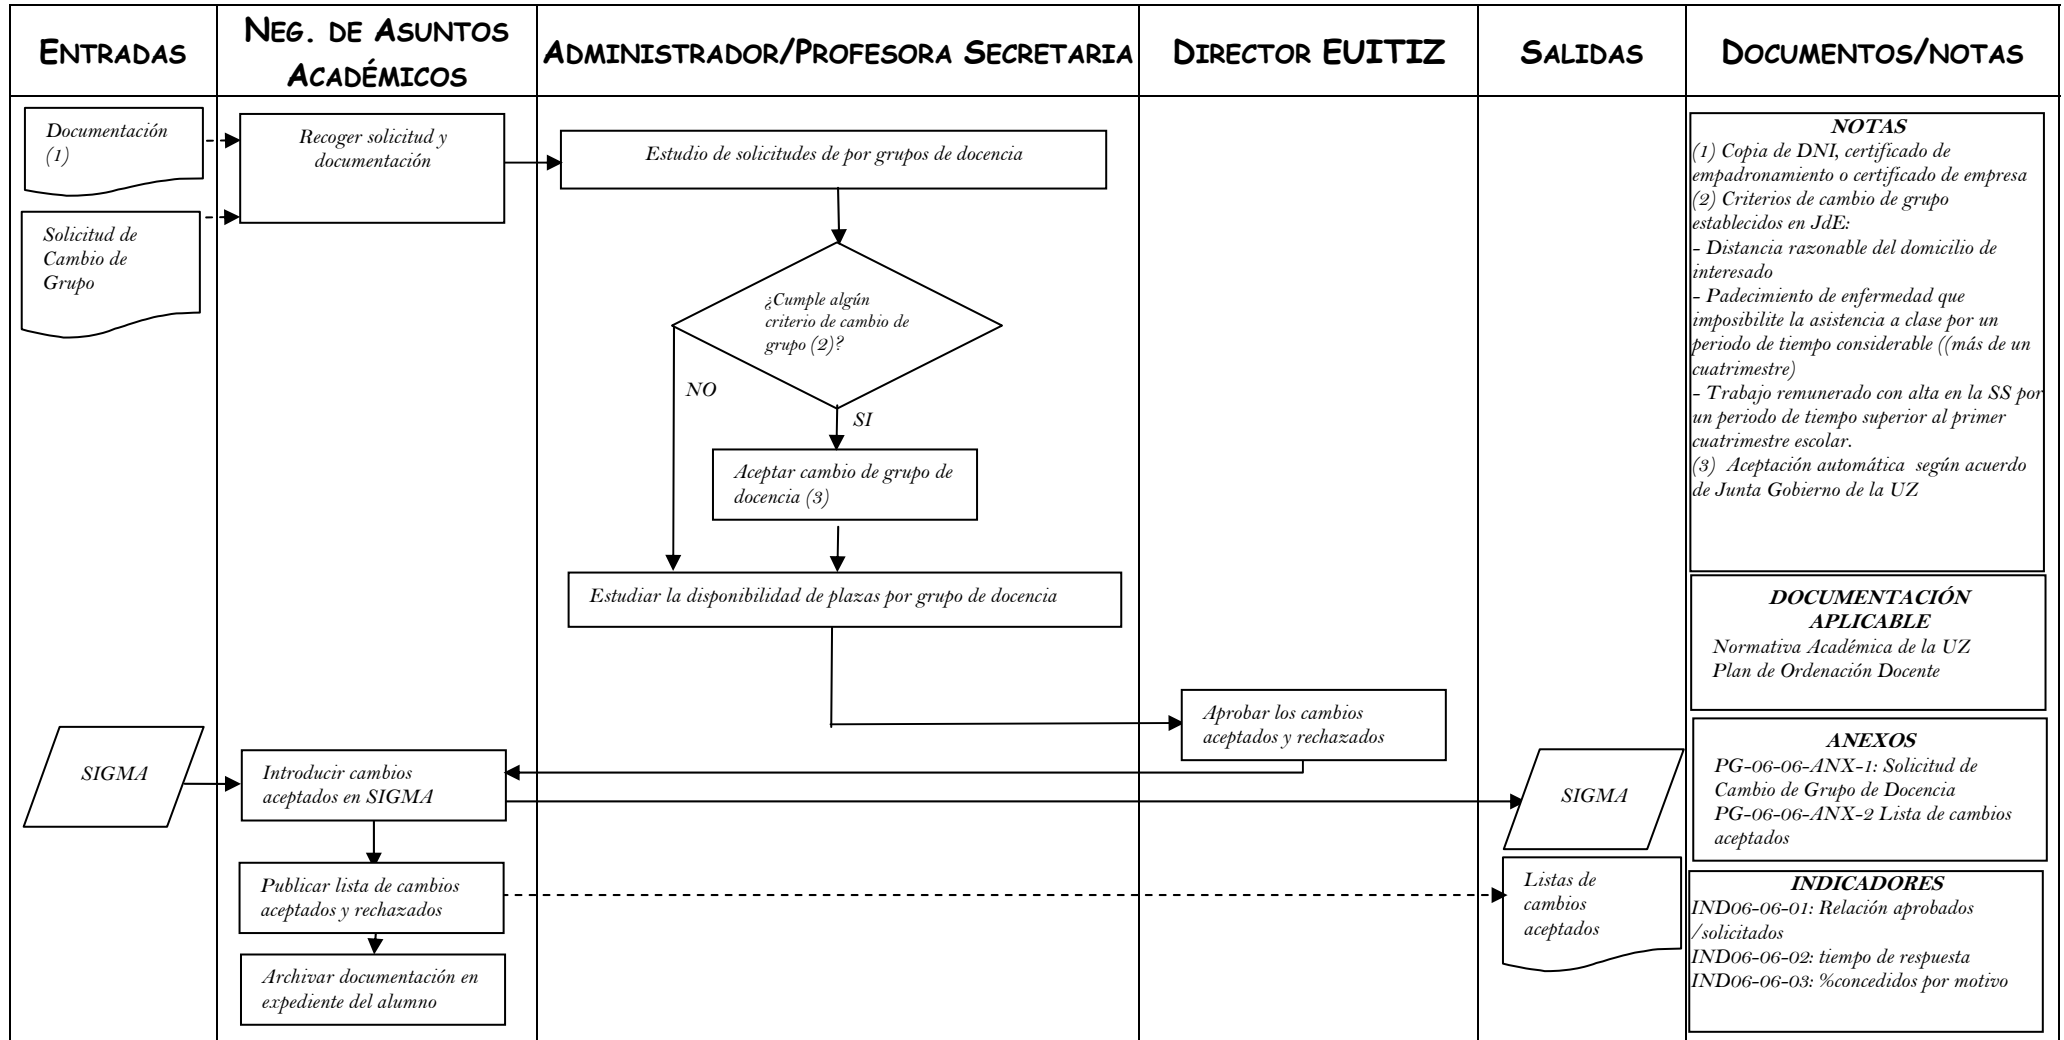 ENTRADAS
NEG. DE ASUNTOS
ACADÉMICOS
ADMINISTRADOR/PROFESORA SECRETARIA
DIRECTOR EUITIZ
SALIDAS
DOCUMENTOS/NOTAS
Documentación
(1)
Solicitud de
Cambio de
Grupo
Recoger solicitud y
documentación
Estudio de solicitudes de por grupos de docencia
¿Cumple algún
criterio de cambio de
grupo (2)?
NO
SI
Aceptar cambio de grupo de
docencia (3)
Estudiar la disponibilidad de plazas por grupo de docencia
Aprobar los cambios
aceptados y rechazados
SIGMA
Introducir cambios
aceptados en SIGMA
SIGMA
Publicar lista de cambios
aceptados y rechazados
Listas de
cambios
aceptados
Archivar documentación en
expediente del alumno
NOTAS
(1) Copia de DNI, certificado de
empadronamiento o certificado de empresa
(2) Criterios de cambio de grupo
establecidos en JdE:
- Distancia razonable del domicilio de
interesado
- Padecimiento de enfermedad que
imposibilite la asistencia a clase por un
periodo de tiempo considerable ((más de un
cuatrimestre)
- Trabajo remunerado con alta en la SS por
un periodo de tiempo superior al primer
cuatrimestre escolar.
(3) Aceptación automática según acuerdo
de Junta Gobierno de la UZ
DOCUMENTACIÓN
APLICABLE
Normativa Académica de la UZ
Plan de Ordenación Docente
ANEXOS
PG-06-06-ANX-1: Solicitud de
Cambio de Grupo de Docencia
PG-06-06-ANX-2 Lista de cambios
aceptados
INDICADORES
IND06-06-01: Relación aprobados
/solicitados
IND06-06-02: tiempo de respuesta
IND06-06-03: %concedidos por motivo